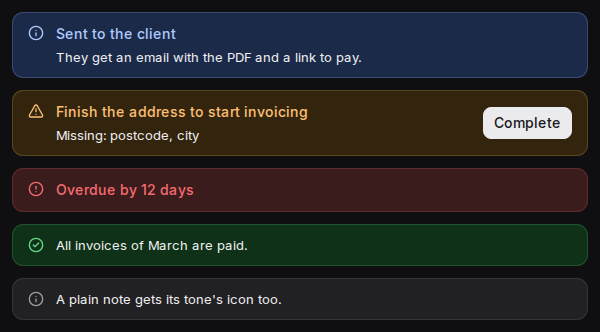 Sent to the client
They get an email with the PDF and a link to pay.
Finish the address to start invoicing
Missing: postcode, city
Complete
Overdue by 12 days
All invoices of March are paid.
A plain note gets its tone's icon too.